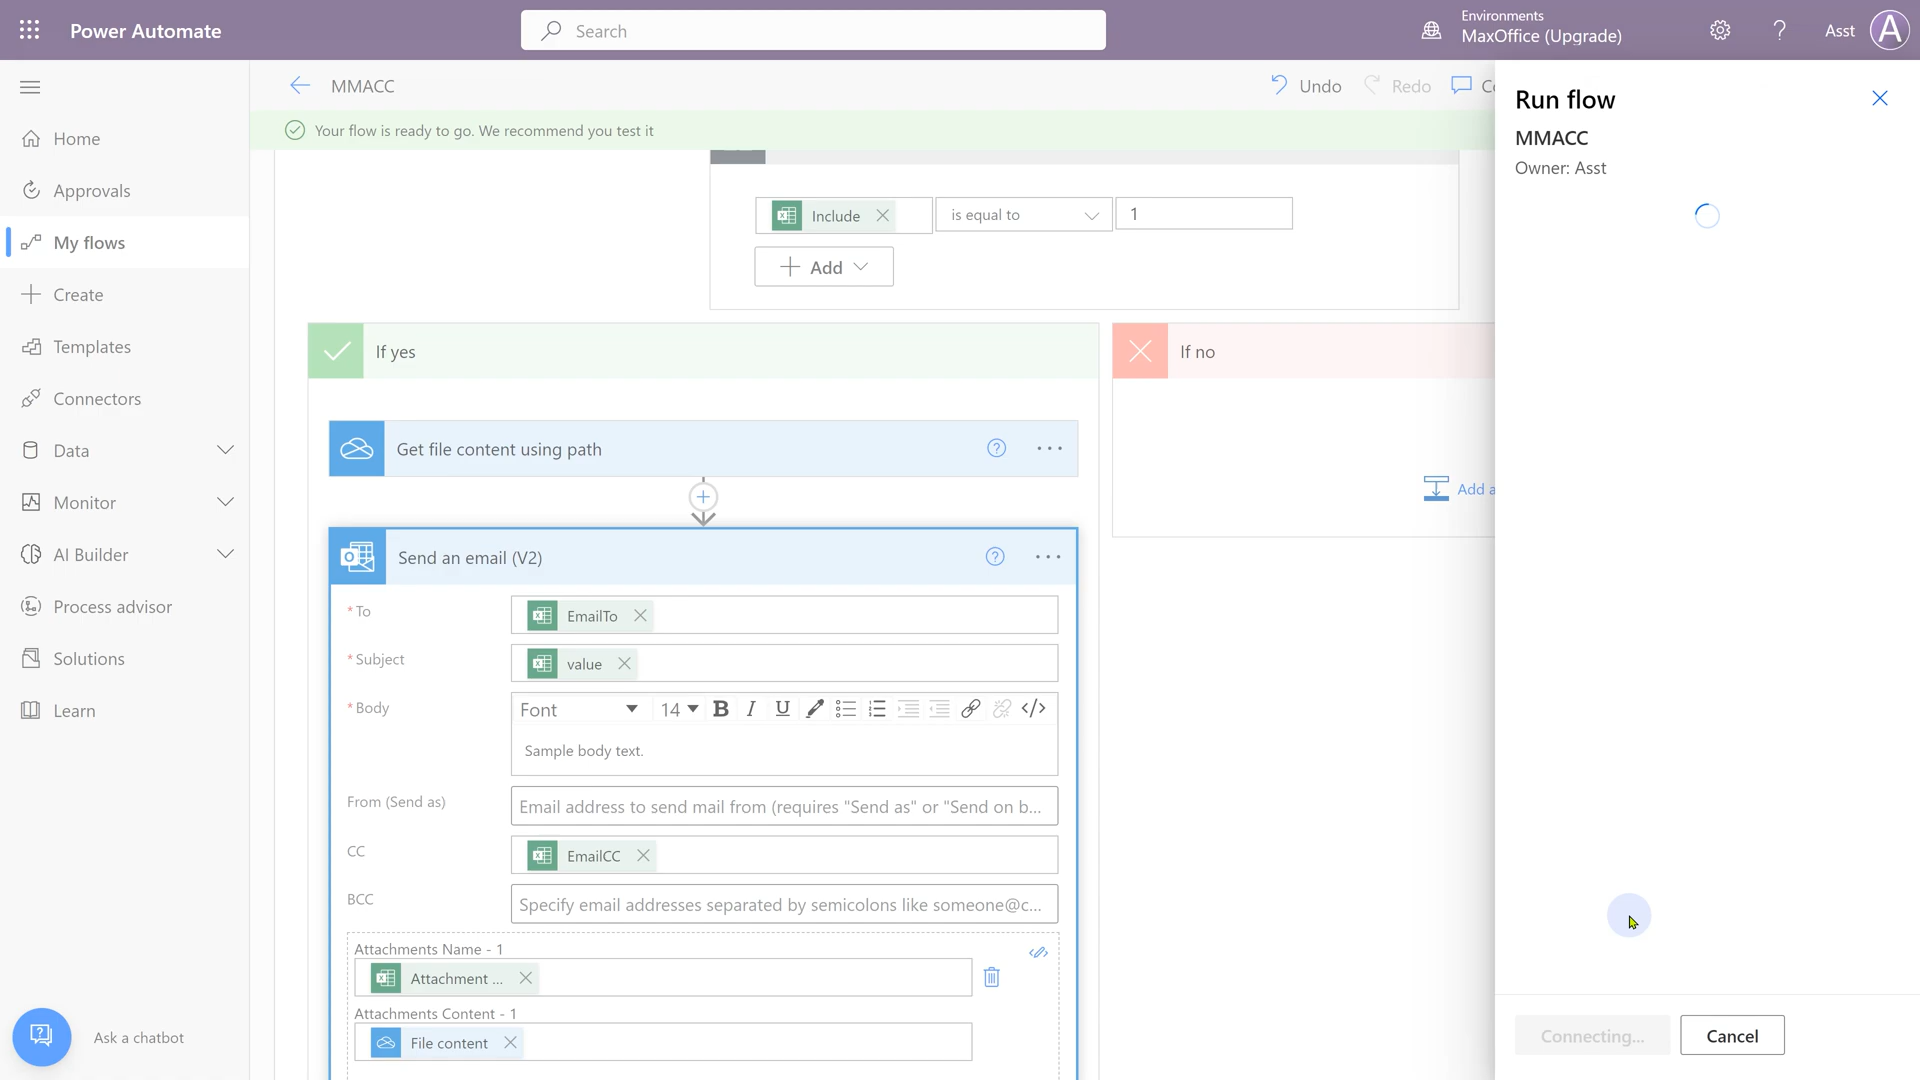 Power Automate
Search
Environments
MaxOffice (Upgrade)
Asst
A
MMACC
Undo
Redo
Your flow is ready to go. We recommend you test it
Home
Approvals
My flows
Create
Templates
Connectors
Data
Monitor
AI Builder
Process advisor
Solutions
Learn
Ask a chatbot
Include
is equal to
1
Add
If yes
If no
Get file content using path
Add a
Send an email (V2)
*To
EmailTo
*Subject
value
*Body
Font
14
B I U
Sample body text.
From (Send as)
Email address to send mail from (requires "Send as" or "Send on b...
CC
EmailCC
BCC
Specify email addresses separated by semicolons like someone@c...
Attachments Name - 1
Attachment ...
Attachments Content - 1
File content
Run flow
MMACC
Owner: Asst
Connecting...
Cancel